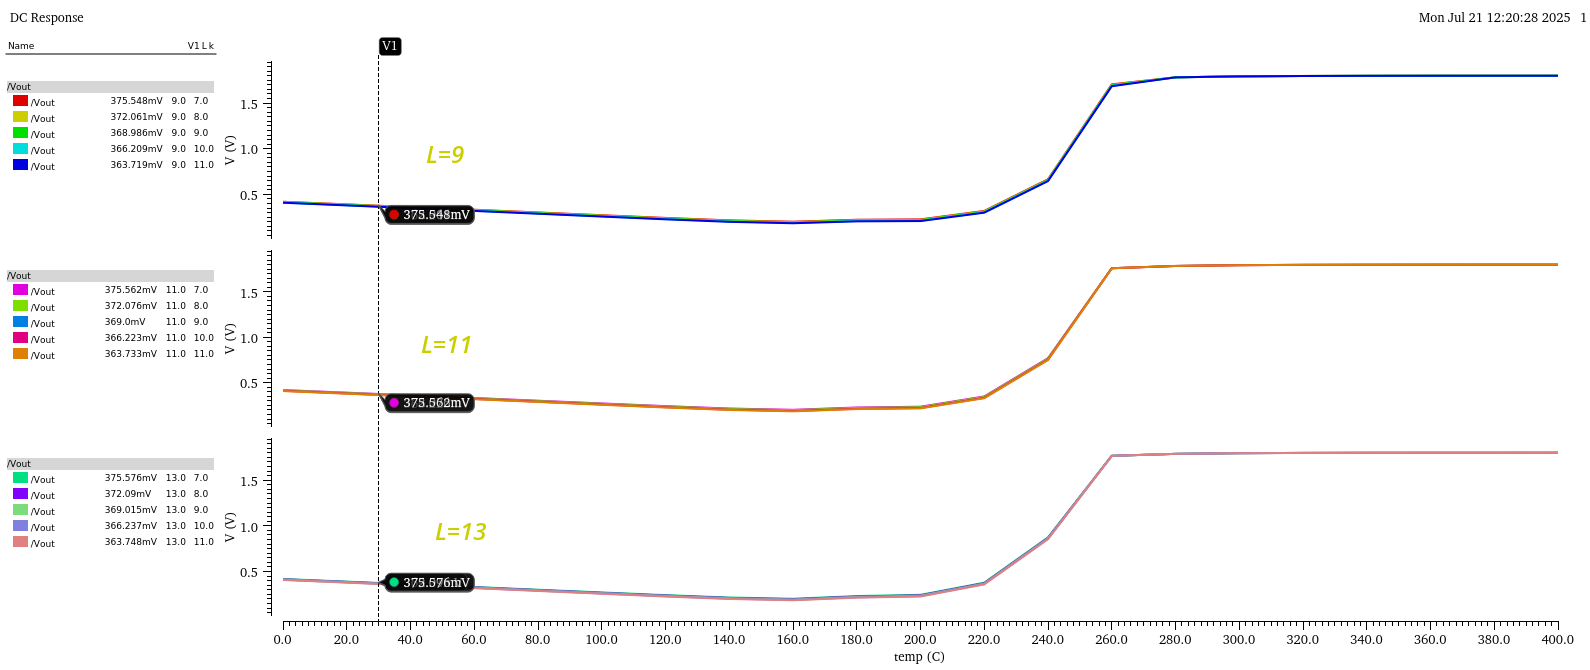 DC Response
Mon Jul 21 12:20:28 2025 1
Name V1 L k
V1
/Vout
/Vout 375.548mV 9.0 7.0
/Vout 372.061mV 9.0 8.0
/Vout 368.986mV 9.0 9.0
/Vout 366.209mV 9.0 10.0
/Vout 363.719mV 9.0 11.0
V (V)
1.5
1.0
0.5
L=9
375.548mV
/Vout
/Vout 375.562mV 11.0 7.0
/Vout 372.076mV 11.0 8.0
/Vout 369.0mV 11.0 9.0
/Vout 366.223mV 11.0 10.0
/Vout 363.733mV 11.0 11.0
V (V)
1.5
1.0
0.5
L=11
375.562mV
/Vout
/Vout 375.576mV 13.0 7.0
/Vout 372.09mV 13.0 8.0
/Vout 369.015mV 13.0 9.0
/Vout 366.237mV 13.0 10.0
/Vout 363.748mV 13.0 11.0
V (V)
1.5
1.0
0.5
L=13
375.576mV
0.0 20.0 40.0 60.0 80.0 100.0 120.0 140.0 160.0 180.0 200.0 220.0 240.0 260.0 280.0 300.0 320.0 340.0 360.0 380.0 400.0
temp (C)